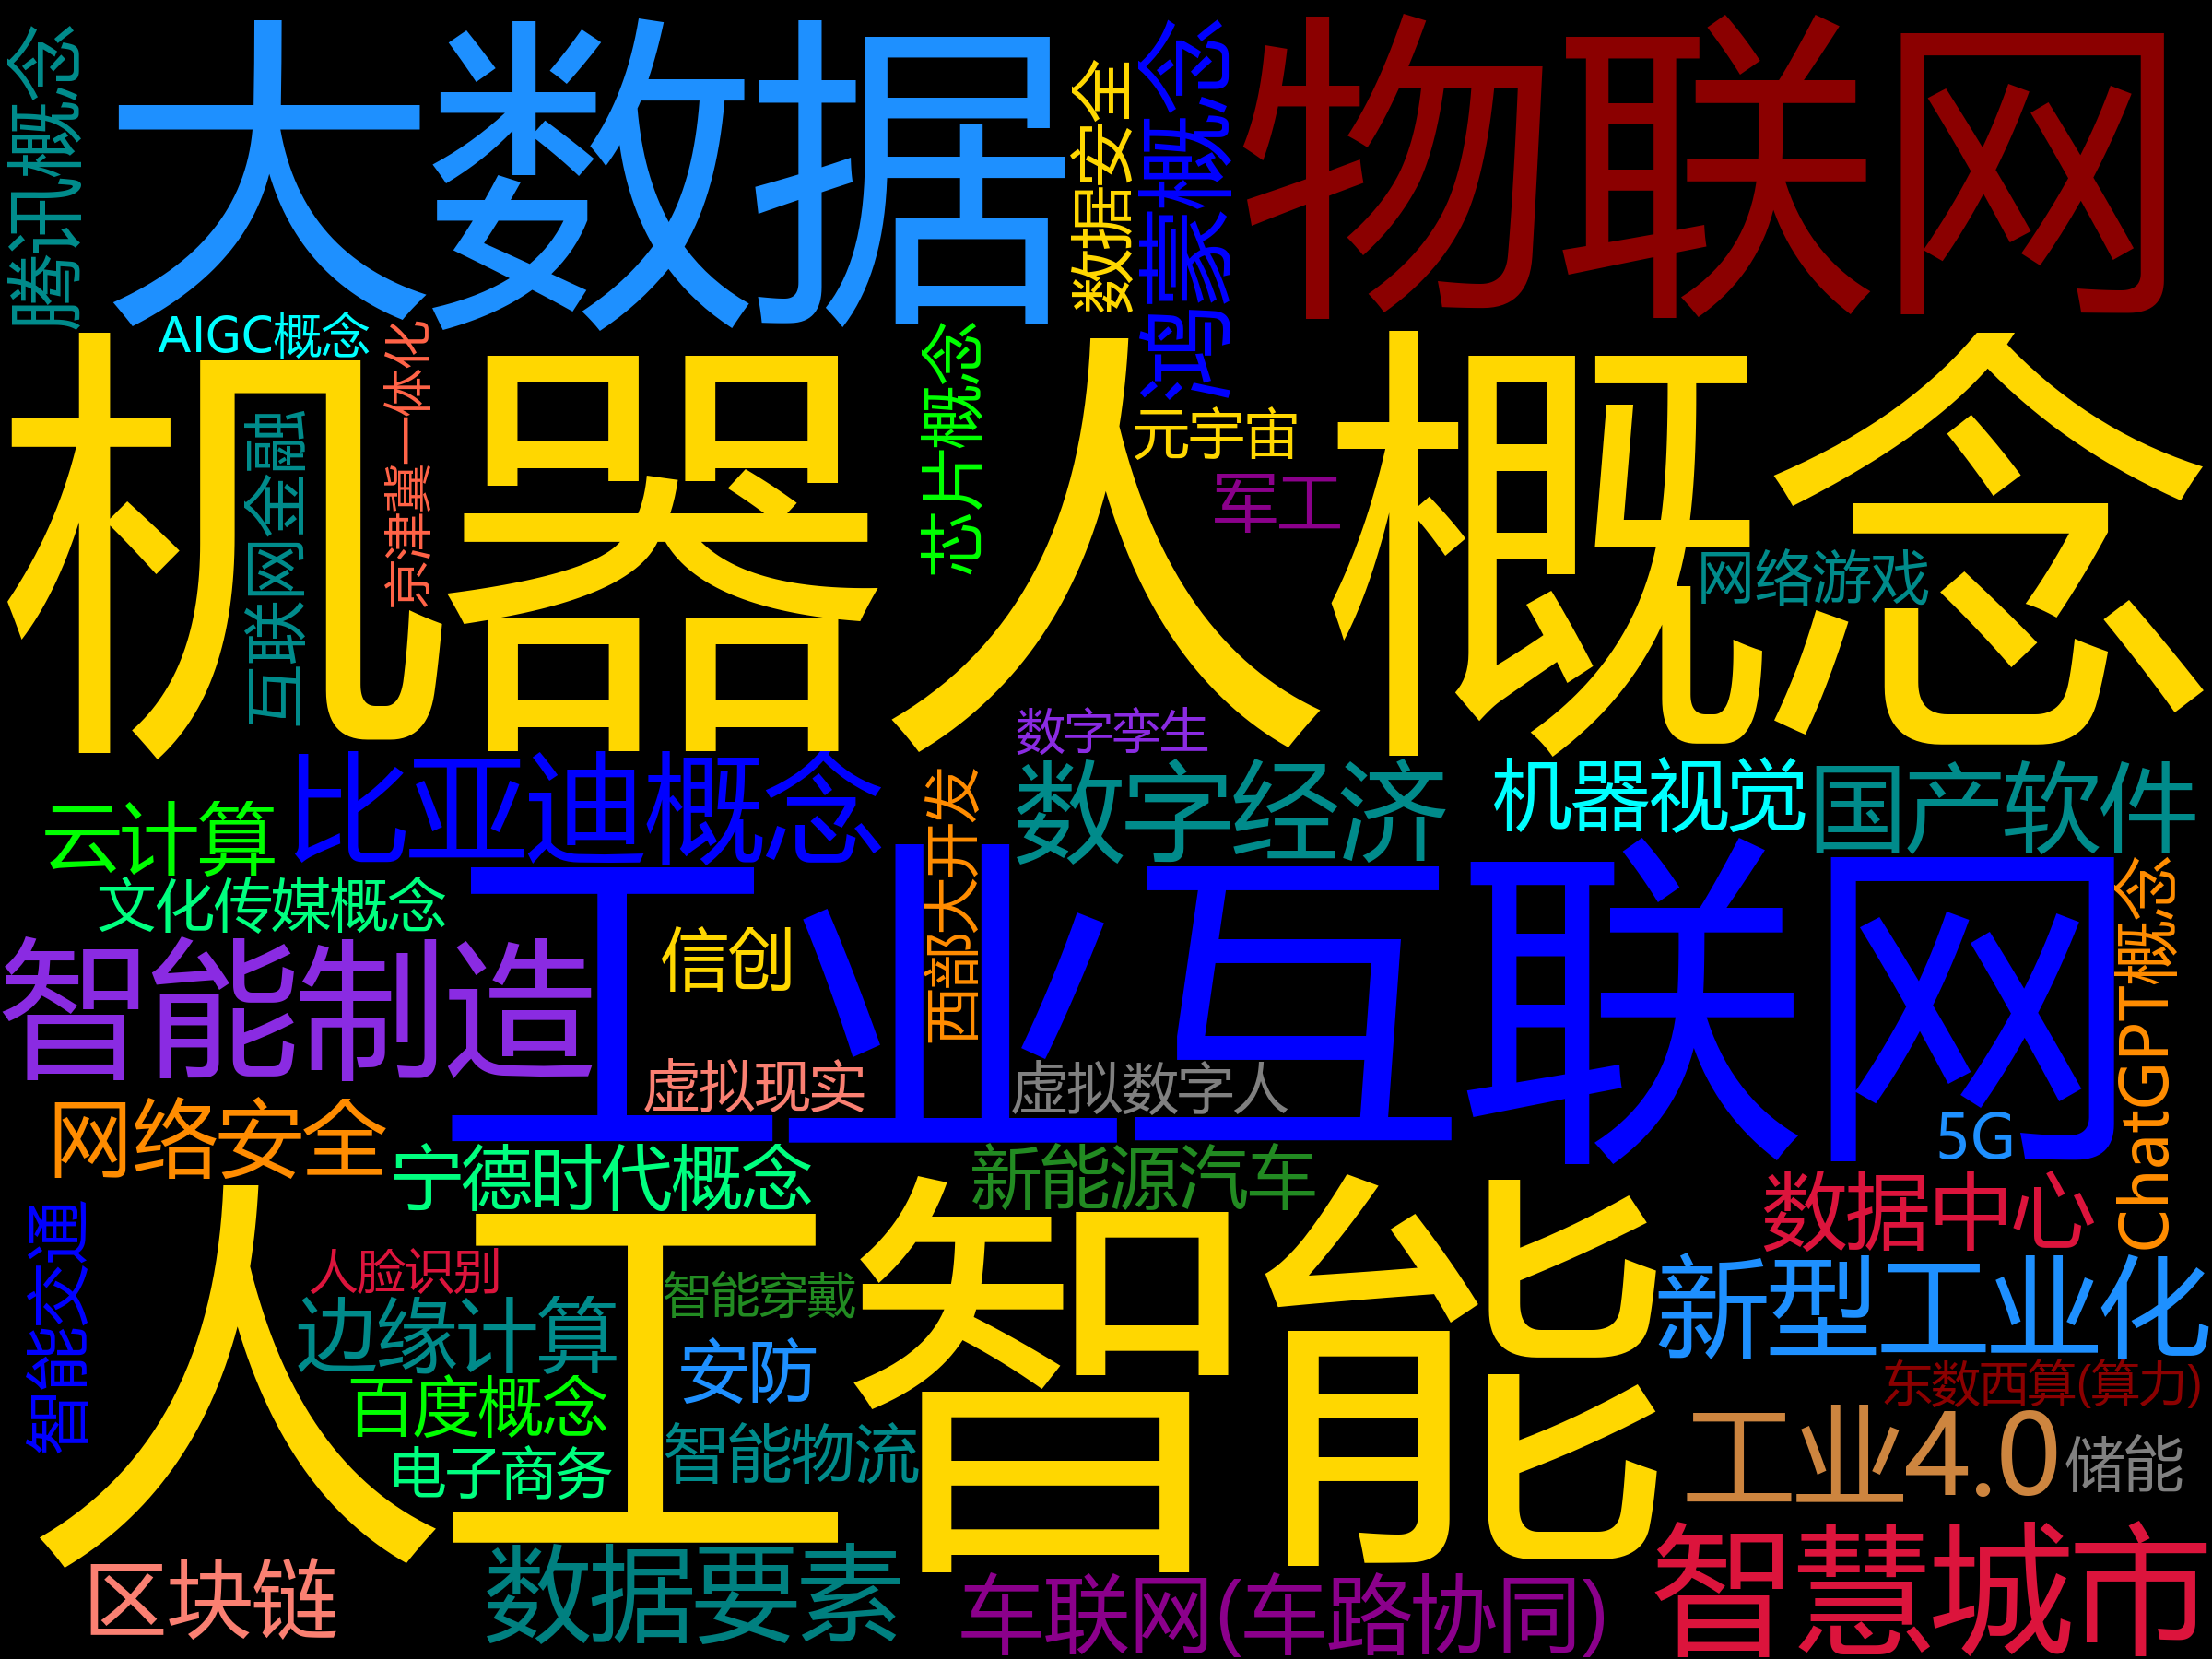 腾讯概念
大数据
数据安全
鸿蒙概念
物联网
AIGC概念
京津冀一体化
互联网金融
机器人概念
芯片概念
元宇宙
军工
网络游戏
数字孪生
云计算
比亚迪概念
西部大开发
数字经济
机器视觉
国产软件
文化传媒概念
智能制造
信创
工业互联网
ChatGPT概念
虚拟现实
虚拟数字人
5G
网络安全
宁德时代概念
新能源汽车
数据中心
智能交通
人工智能
人脸识别
智能穿戴
新型工业化
边缘计算
安防
百度概念
东数西算(算力)
智能物流
电子商务
工业4.0
储能
区块链
数据要素
车联网(车路协同)
智慧城市